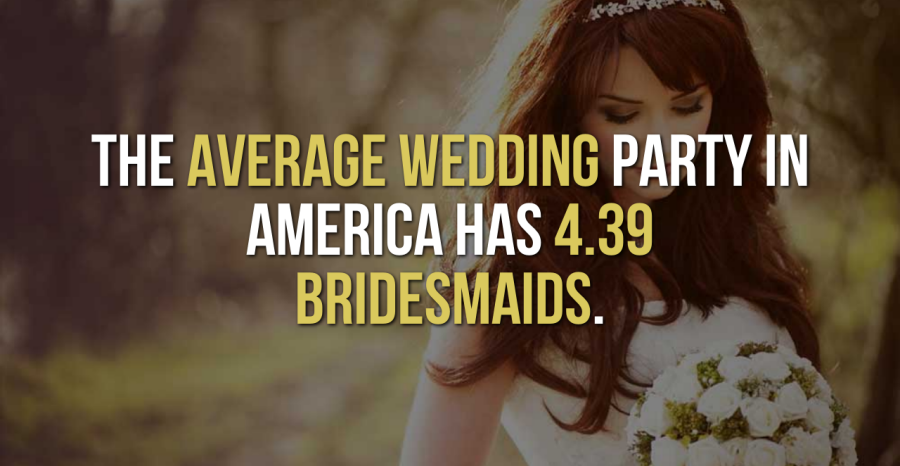 THE AVERAGE WEDDING PARTY IN
AMERICA HAS 4.39
BRIDESMAIDS.